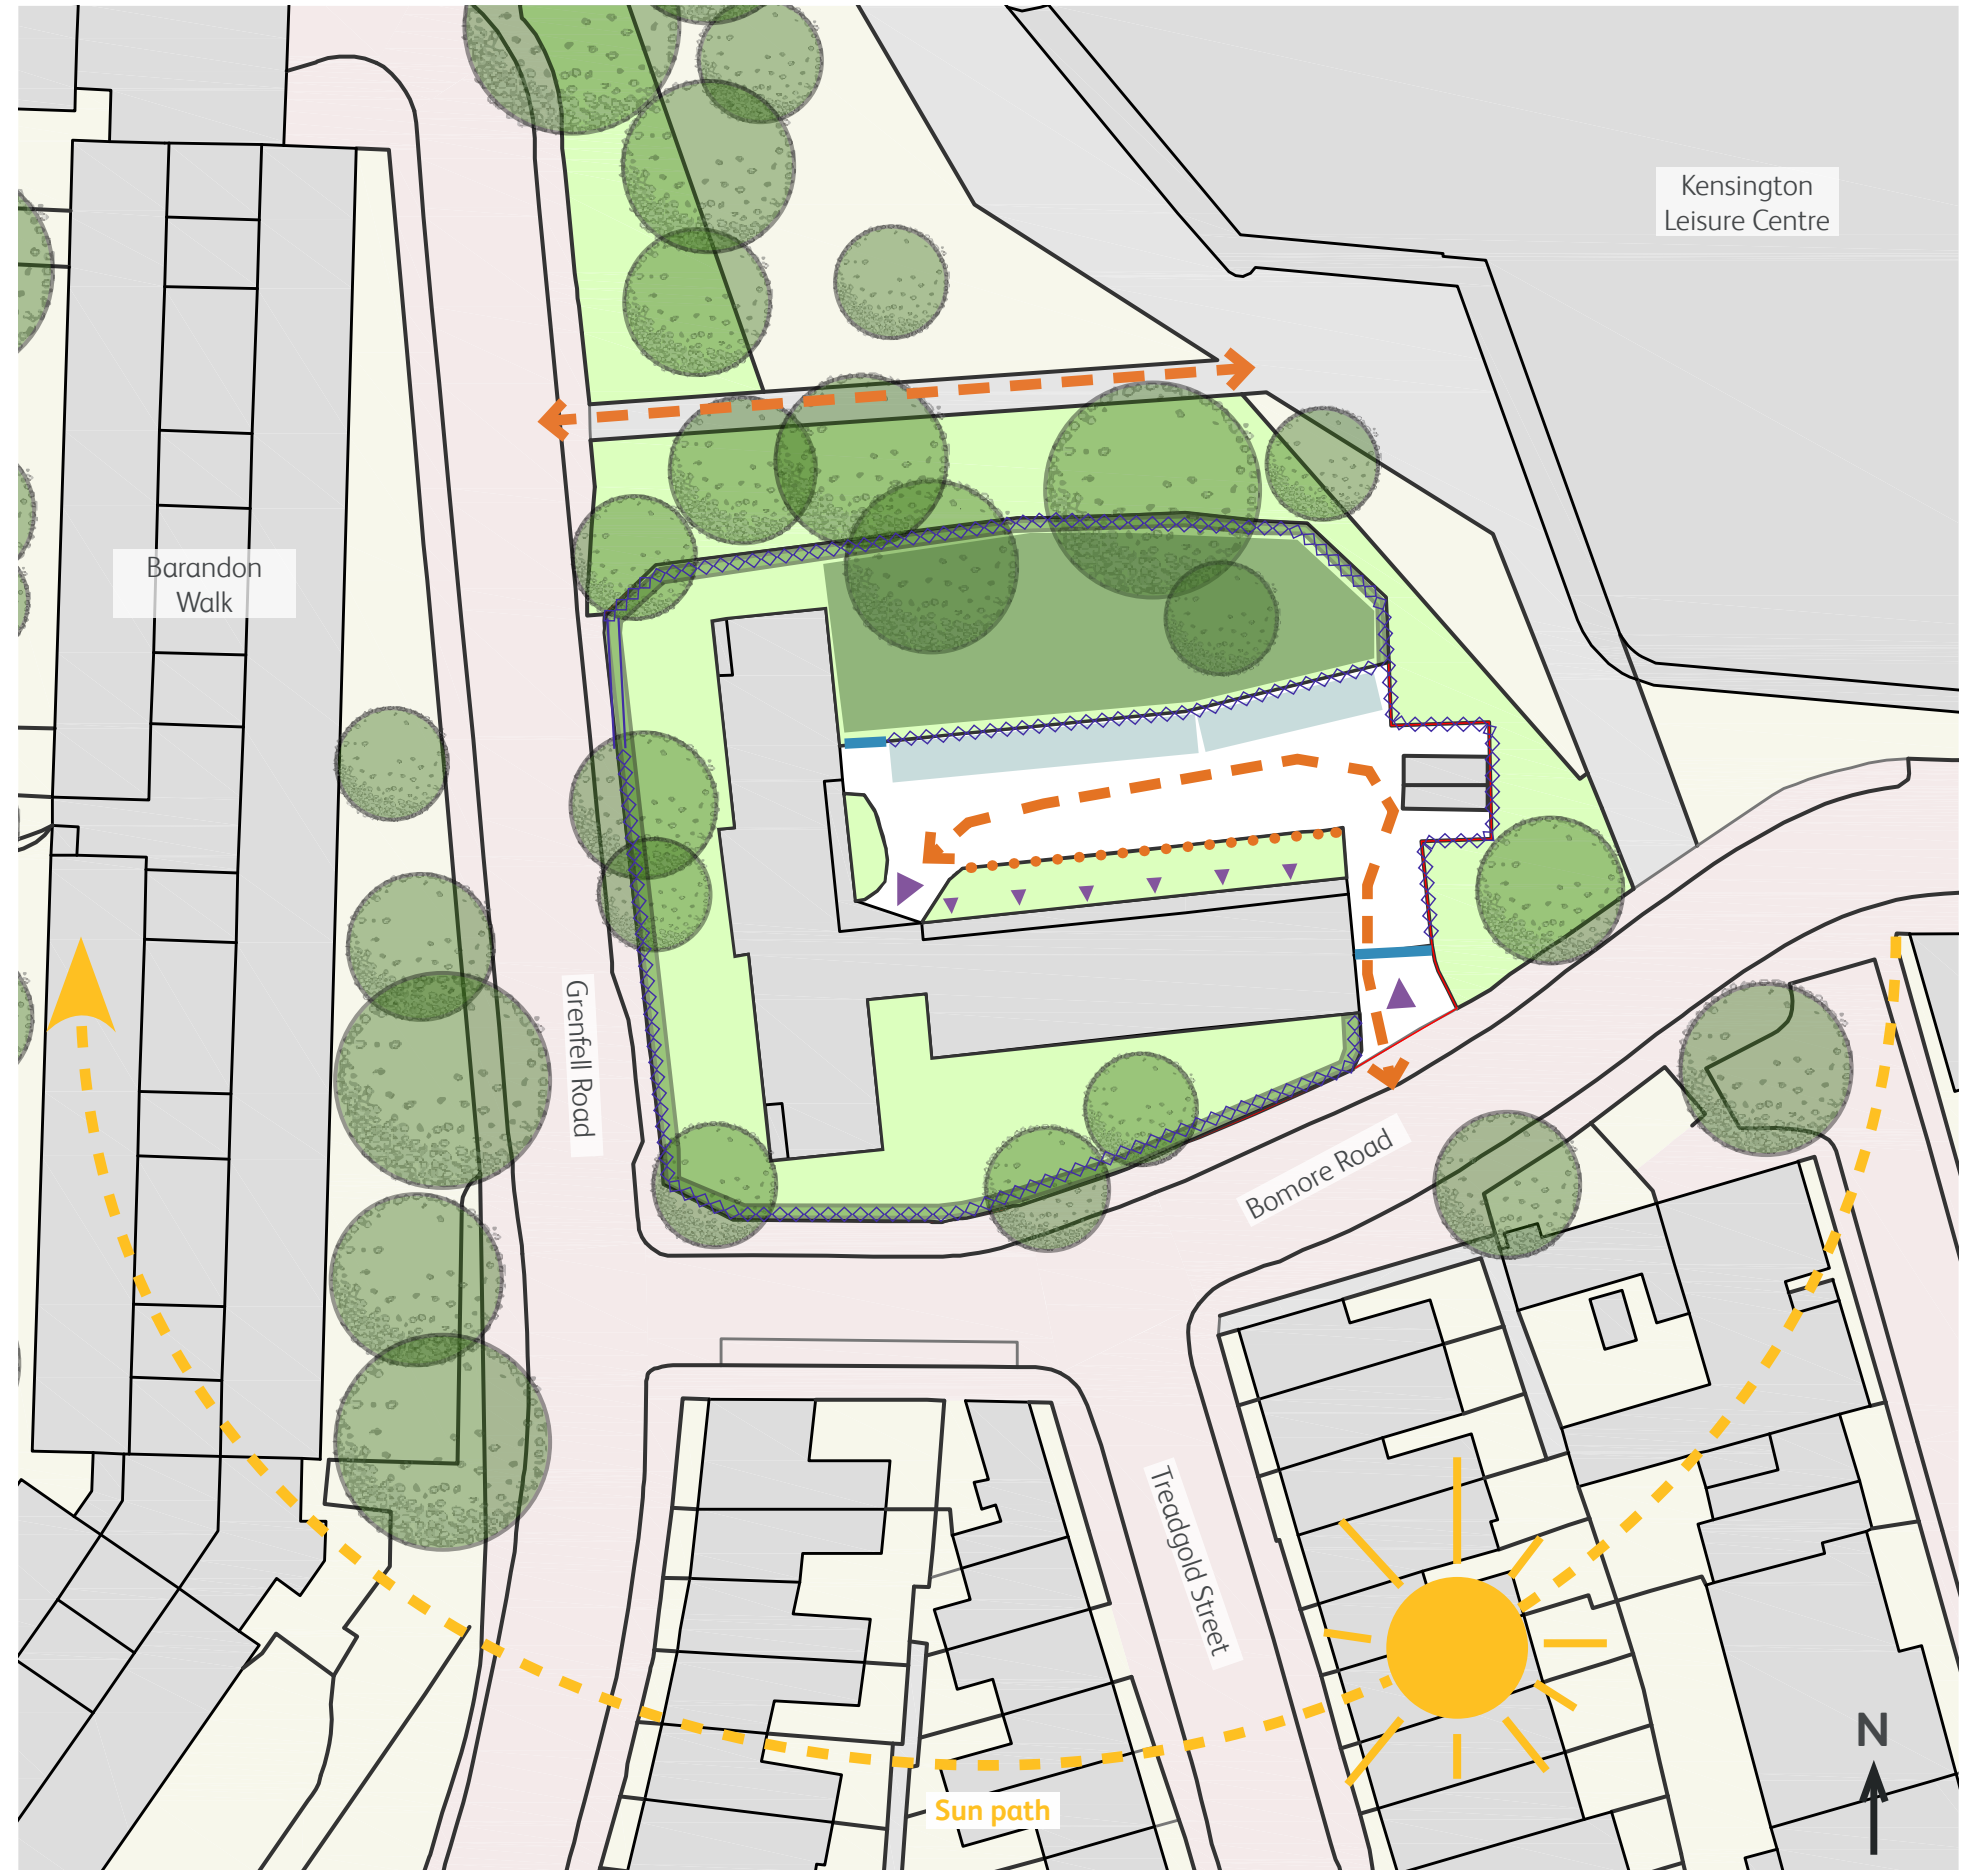 Kensington
Leisure Centre
Barandon
Walk
Grenfell Road
Bomore Road
Treadgold Street
N
Sun path